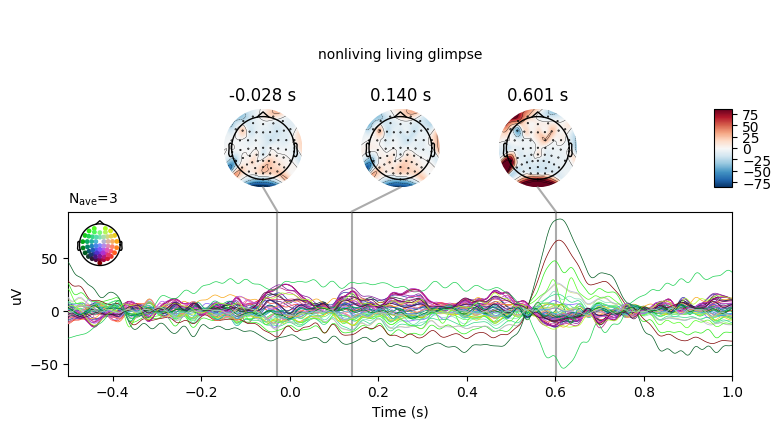 nonliving living glimpse
-0.028 s 0.140 s 0.601 s
75
50
25
0
−25
−50
−75
Nave=3
50
0
−50
uV
−0.4 −0.2 0.0 0.2 0.4 0.6 0.8 1.0
Time (s)